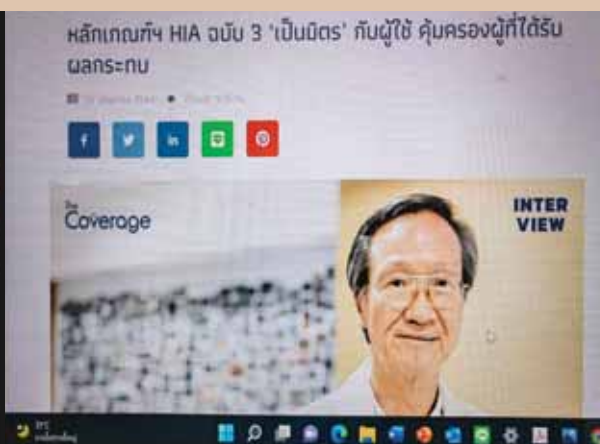 หลักเกณฑ์ฯ HIA ฉบับ 3 'เป็นมิตร' กับผู้ใช้ คุ้มครองผู้ที่ได้รับ
ผลกระทบ
The
Coverage
INTER
VIEW